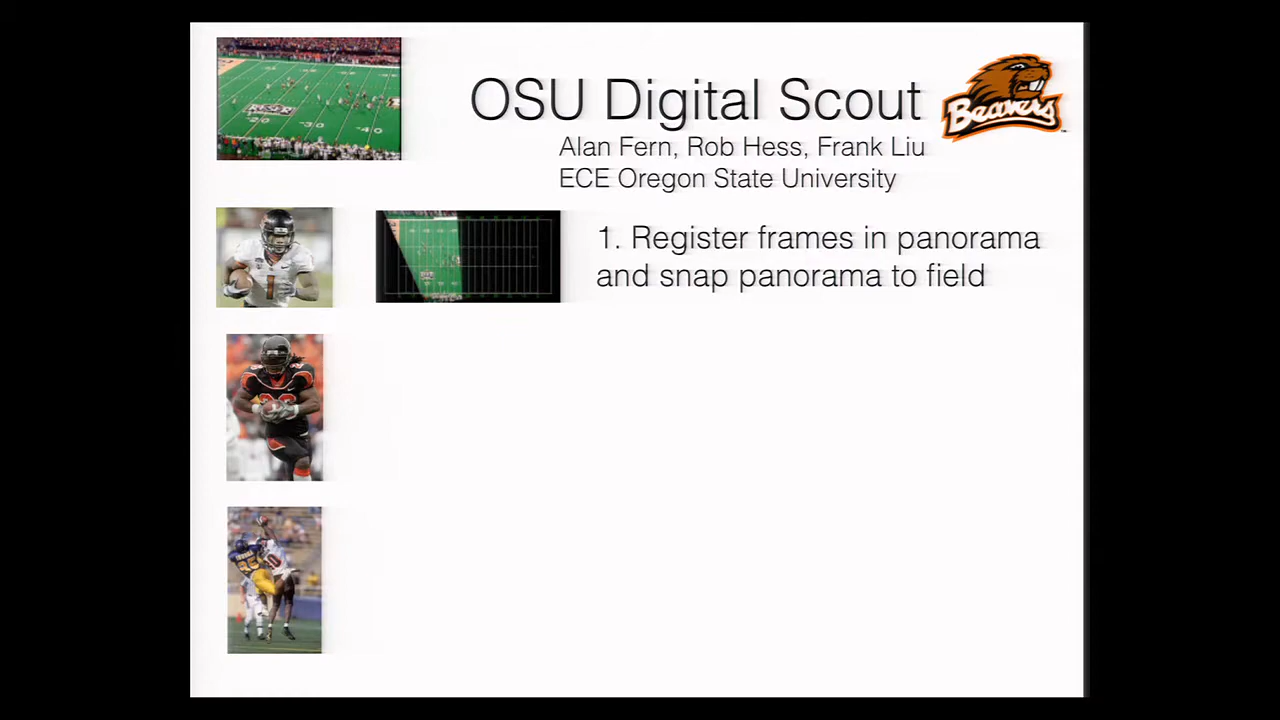 OSU Digital Scout
Beavers
Alan Fern, Rob Hess, Frank Liu
ECE Oregon State University
1. Register frames in panorama
and snap panorama to field